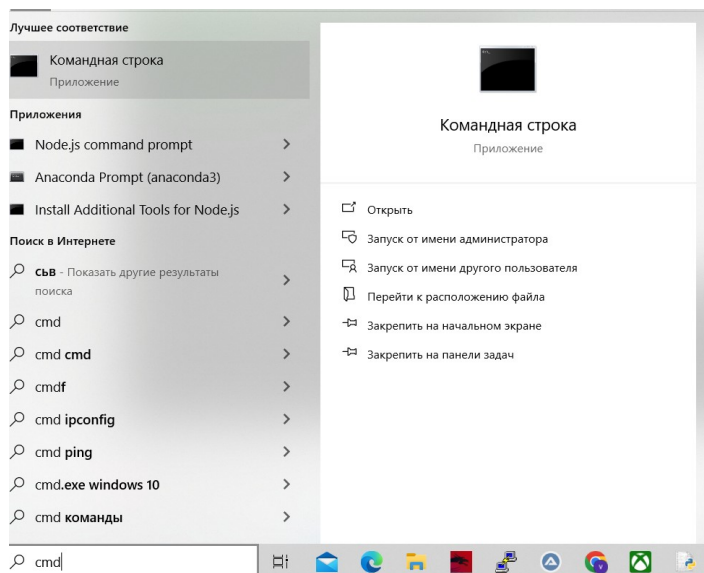 Лучшее соответствие
Командная строка
Приложение
Приложения
Node.js command prompt
Anaconda Prompt (anaconda3)
Install Additional Tools for Node.js
Поиск в Интернете
сьв - Показать другие результаты
поиска
cmd
cmd cmd
cmdf
cmd ipconfig
cmd ping
cmd.exe windows 10
cmd команды
cmd
Командная строка
Приложение
Открыть
Запуск от имени администратора
Запуск от имени другого пользователя
Перейти к расположению файла
Закрепить на начальном экране
Закрепить на панели задач